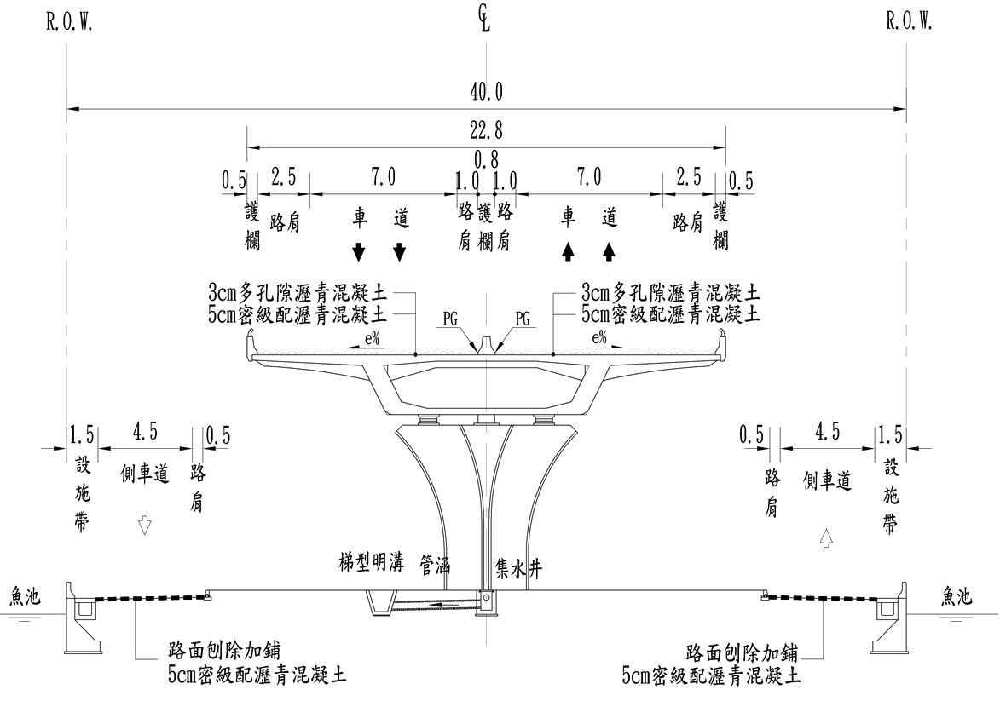 R.O.W.
℄
R.O.W.
40.0
22.8
0.8
0.5
2.5
7.0
1.0
1.0
7.0
2.5
0.5
護欄
路肩
車道
路肩
護欄
路肩
車道
路肩
護欄
3cm多孔隙瀝青混凝土
5cm密級配瀝青混凝土
3cm多孔隙瀝青混凝土
5cm密級配瀝青混凝土
PG
PG
e%
e%
1.5
4.5
0.5
0.5
4.5
1.5
設施帶
側車道
路肩
路肩
側車道
設施帶
梯型明溝
管涵
集水井
魚池
魚池
路面刨除加鋪
5cm密級配瀝青混凝土
路面刨除加鋪
5cm密級配瀝青混凝土